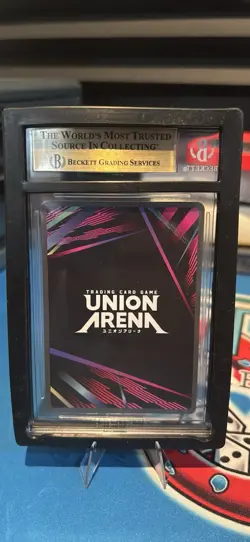 THE WORLD'S MOST TRUSTED
SOURCE IN COLLECTING
BECKETT GRADING SERVICES
BECKETT
TRADING CARD GAME
UNION
ARENA
ユニオンアリーナ